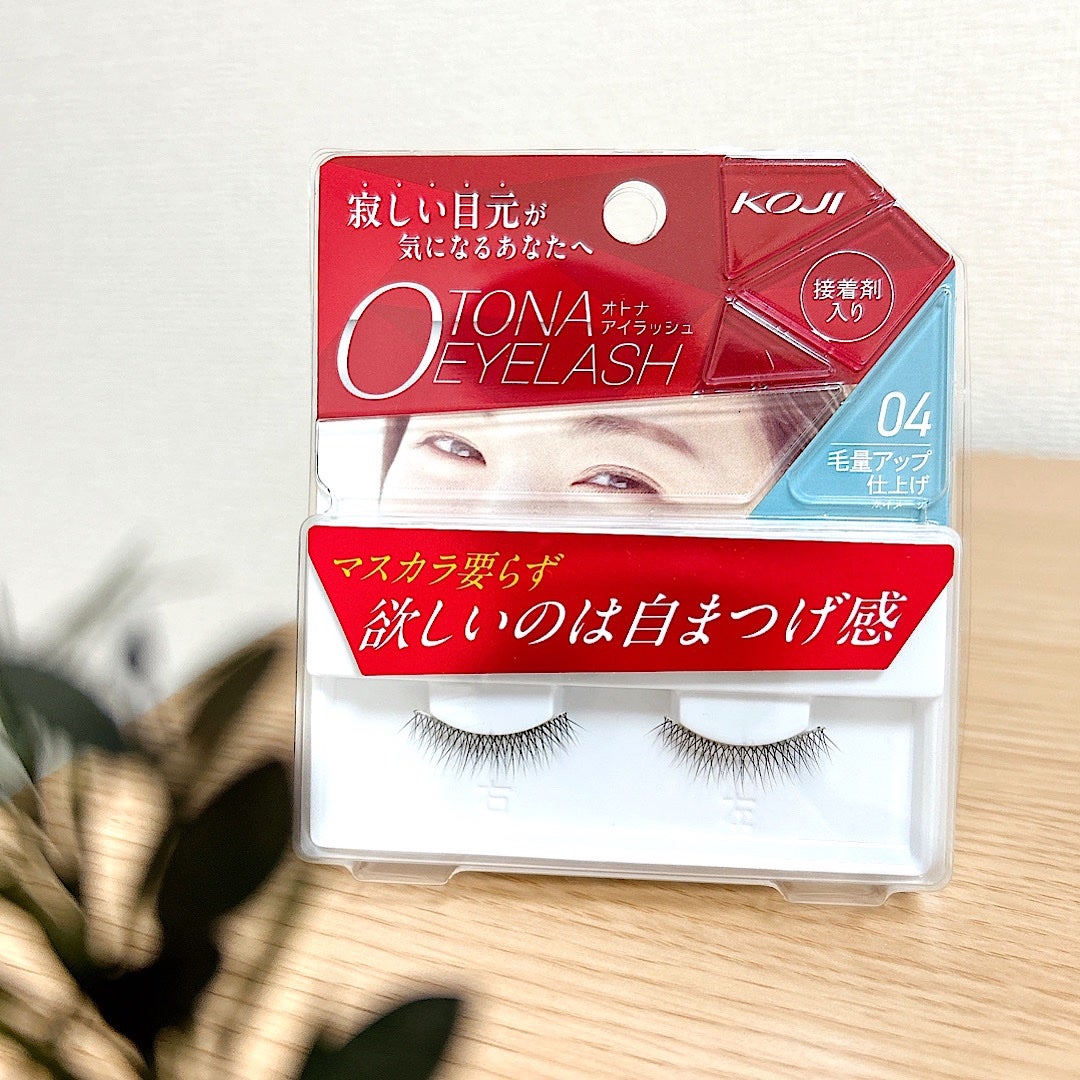 寂しい目元が
気になるあなたへ
KOJI
接着剤
入り
OTONA
EYELASH
オトナ
アイラッシュ
04
毛量アップ
仕上げ
マスカラ要らず
欲しいのは自まつげ感
右
左